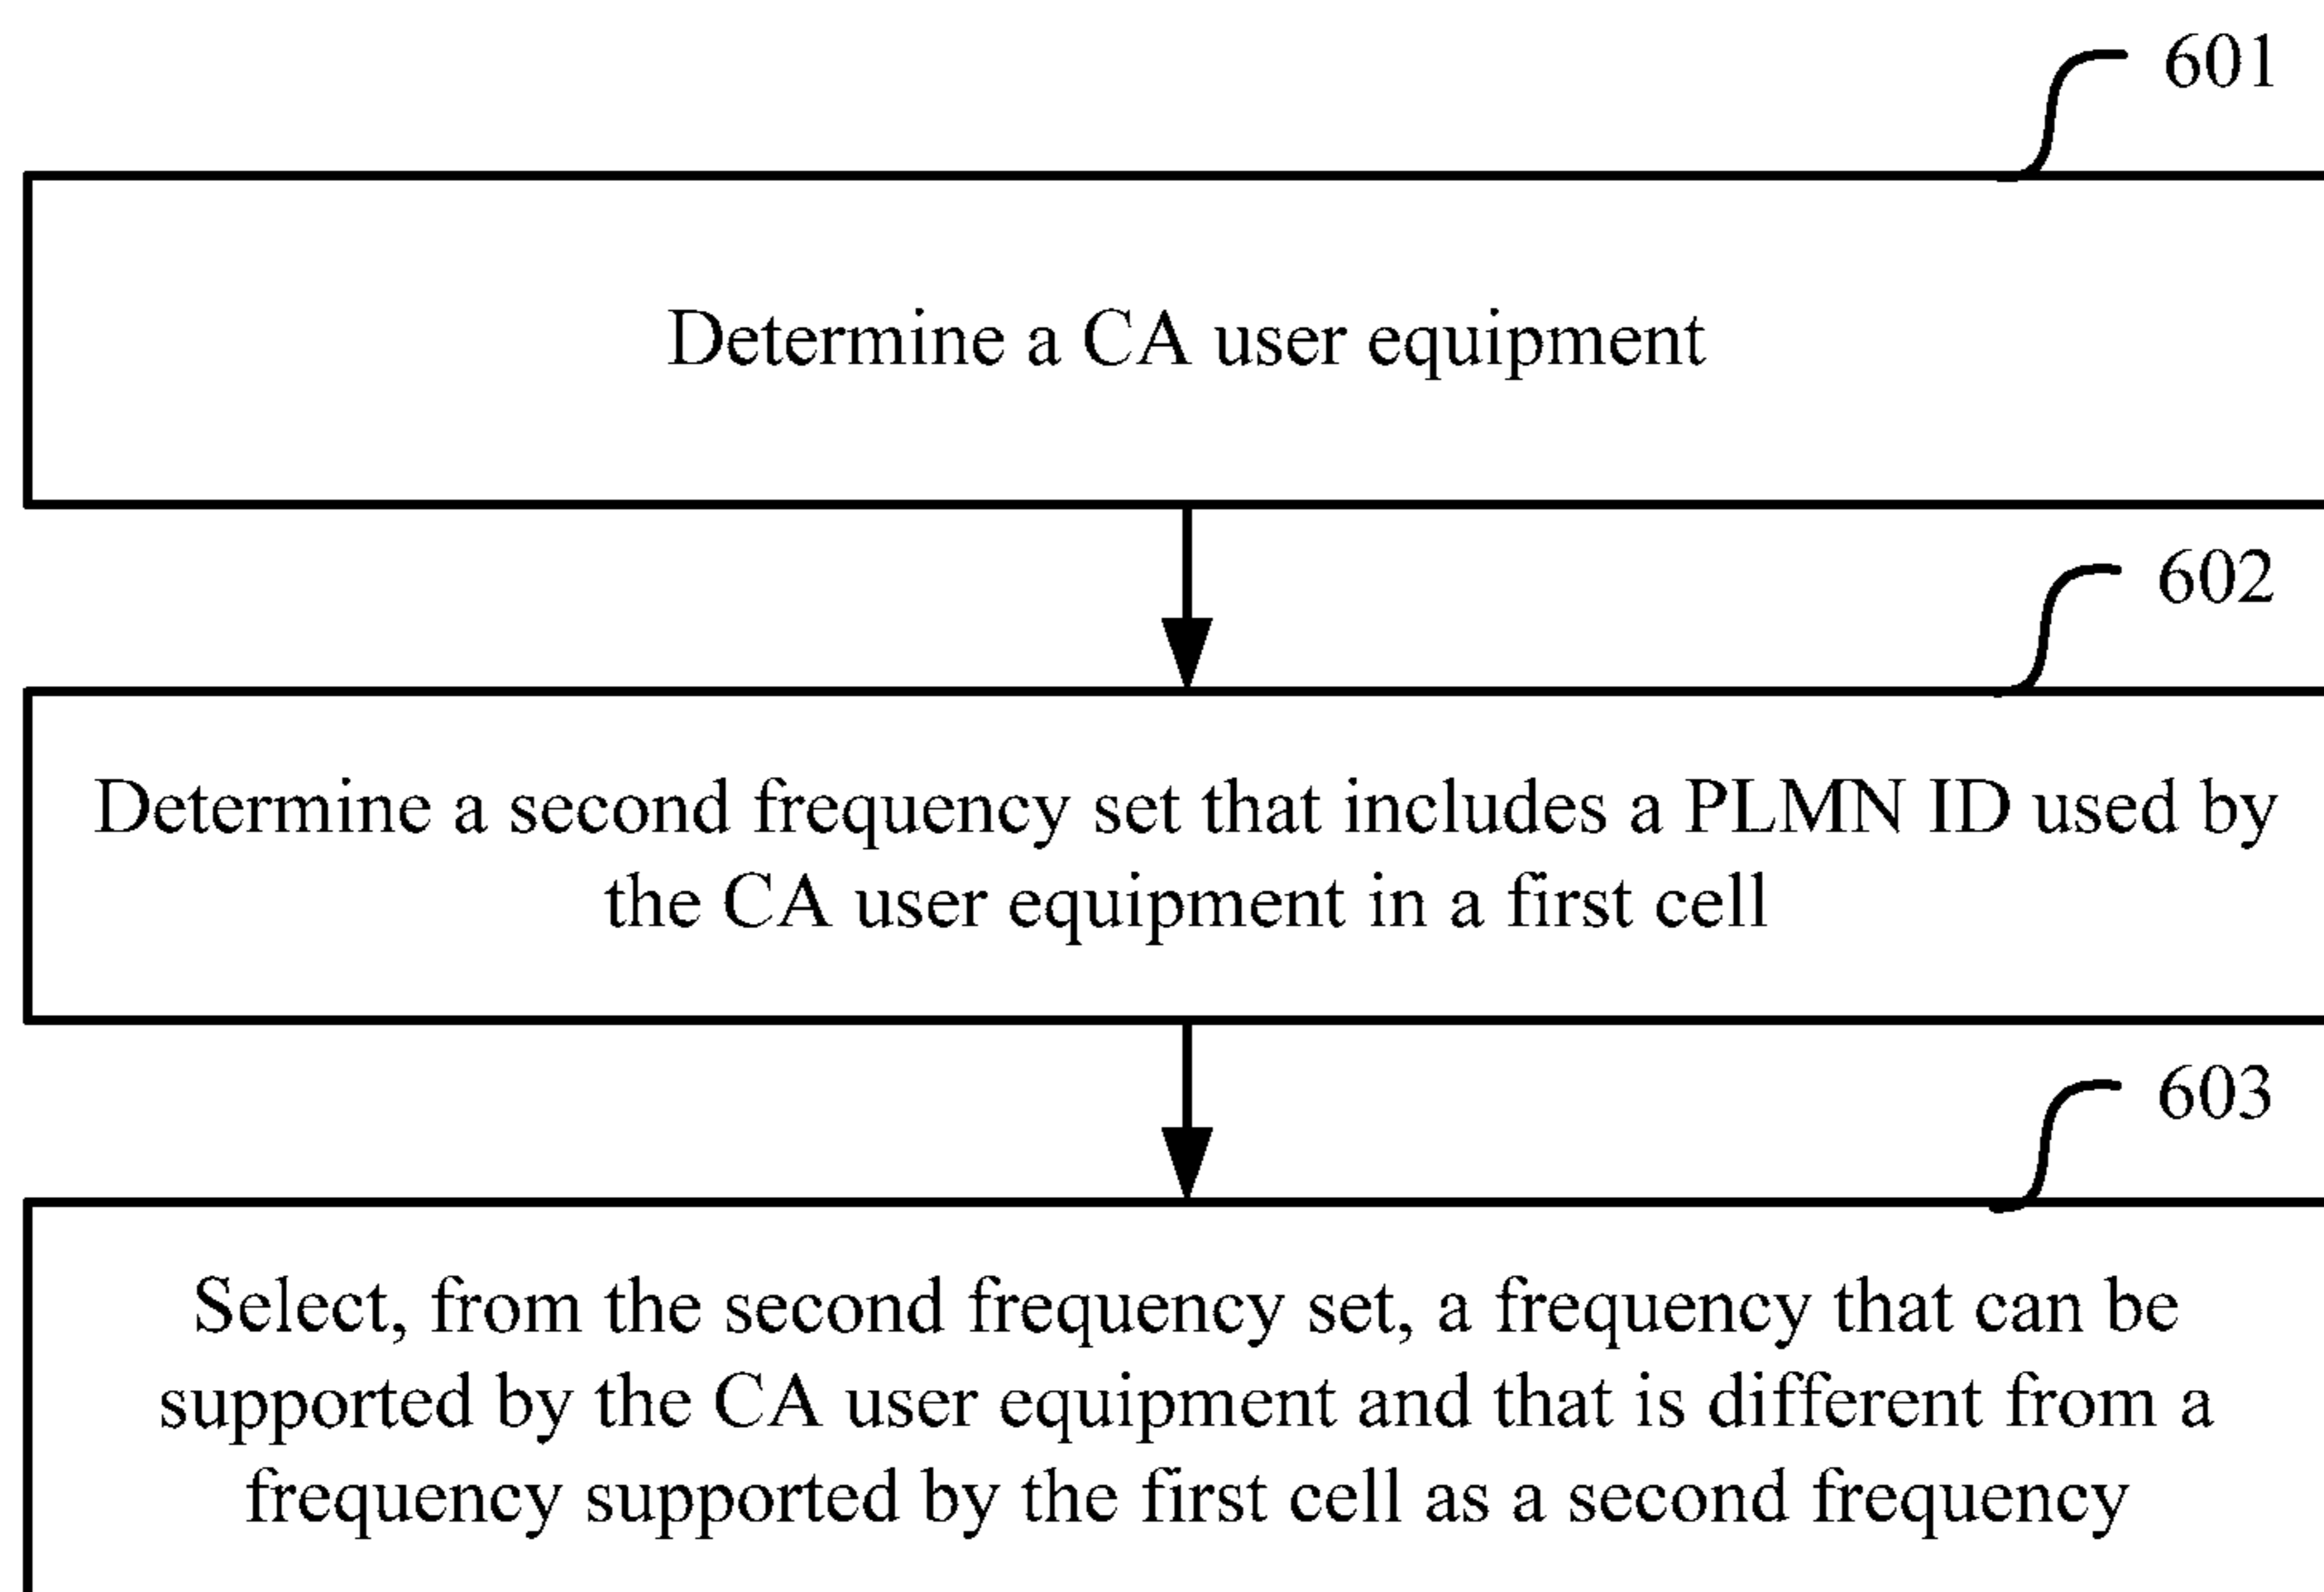 601
Determine a CA user equipment
602
Determine a second frequency set that includes a PLMN ID used by
the CA user equipment in a first cell
603
Select, from the second frequency set, a frequency that can be
supported by the CA user equipment and that is different from a
frequency supported by the first cell as a second frequency